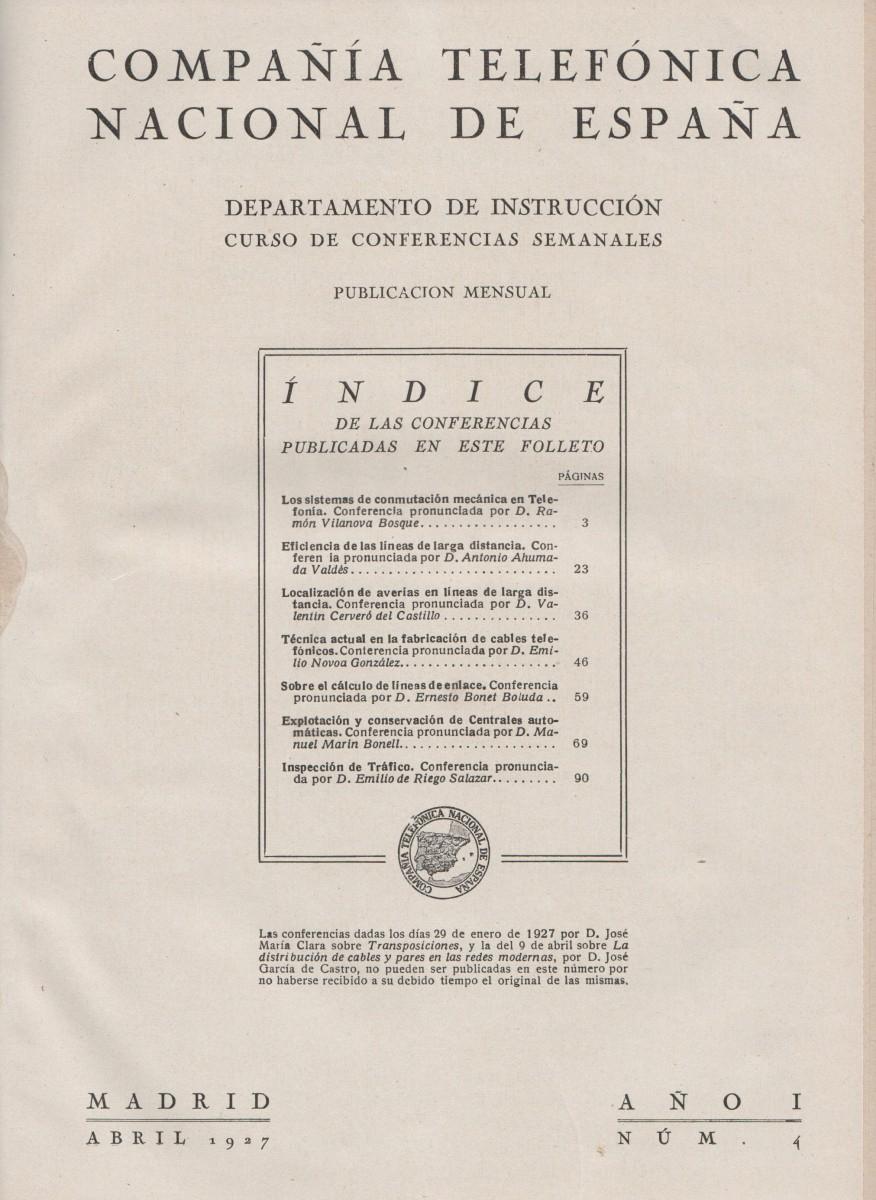 COMPAÑÍA TELEFÓNICA
NACIONAL DE ESPAÑA
DEPARTAMENTO DE INSTRUCCIÓN
CURSO DE CONFERENCIAS SEMANALES
PUBLICACION MENSUAL
ÍNDICE
DE LAS CONFERENCIAS
PUBLICADAS EN ESTE FOLLETO
PÁGINAS
Los sistemas de conmutación mecánica en Tele-
fonía. Conferencia pronunciada por D. Ra-
món Vilanova Bosque.................. 3
Eficiencia de las líneas de larga distancia. Con-
feren ia pronunciada por D. Antonio Ahuma-
da Valdés........................... 23
Localización de averías en líneas de larga dis-
tancia. Conferencia pronunciada por D. Va-
lentín Cerveró del Castillo ............... 36
Técnica actual en la fabricación de cables tele-
fónicos. Conferencia pronunciada por D. Emi-
lio Novoa González..................... 46
Sobre el cálculo de líneas de enlace. Conferencia
pronunciada por D. Ernesto Bonet Boluda .. 59
Explotación y conservación de Centrales auto-
máticas. Conferencia pronunciada por D. Ma-
nuel Marín Bonell..................... 69
Inspección de Tráfico. Conferencia pronuncia-
da por D. Emilio de Riego Salazar......... 90
COMPAÑIA TELEFÓNICA NACIONAL DE ESPAÑA
Las conferencias dadas los días 29 de enero de 1927 por D. José
María Clara sobre Transposiciones, y la del 9 de abril sobre La
distribución de cables y pares en las redes modernas, por D. José
García de Castro, no pueden ser publicadas en este número por
no haberse recibido a su debido tiempo el original de las mismas.
MADRID
ABRIL 1927
AÑO I
NÚM. 4